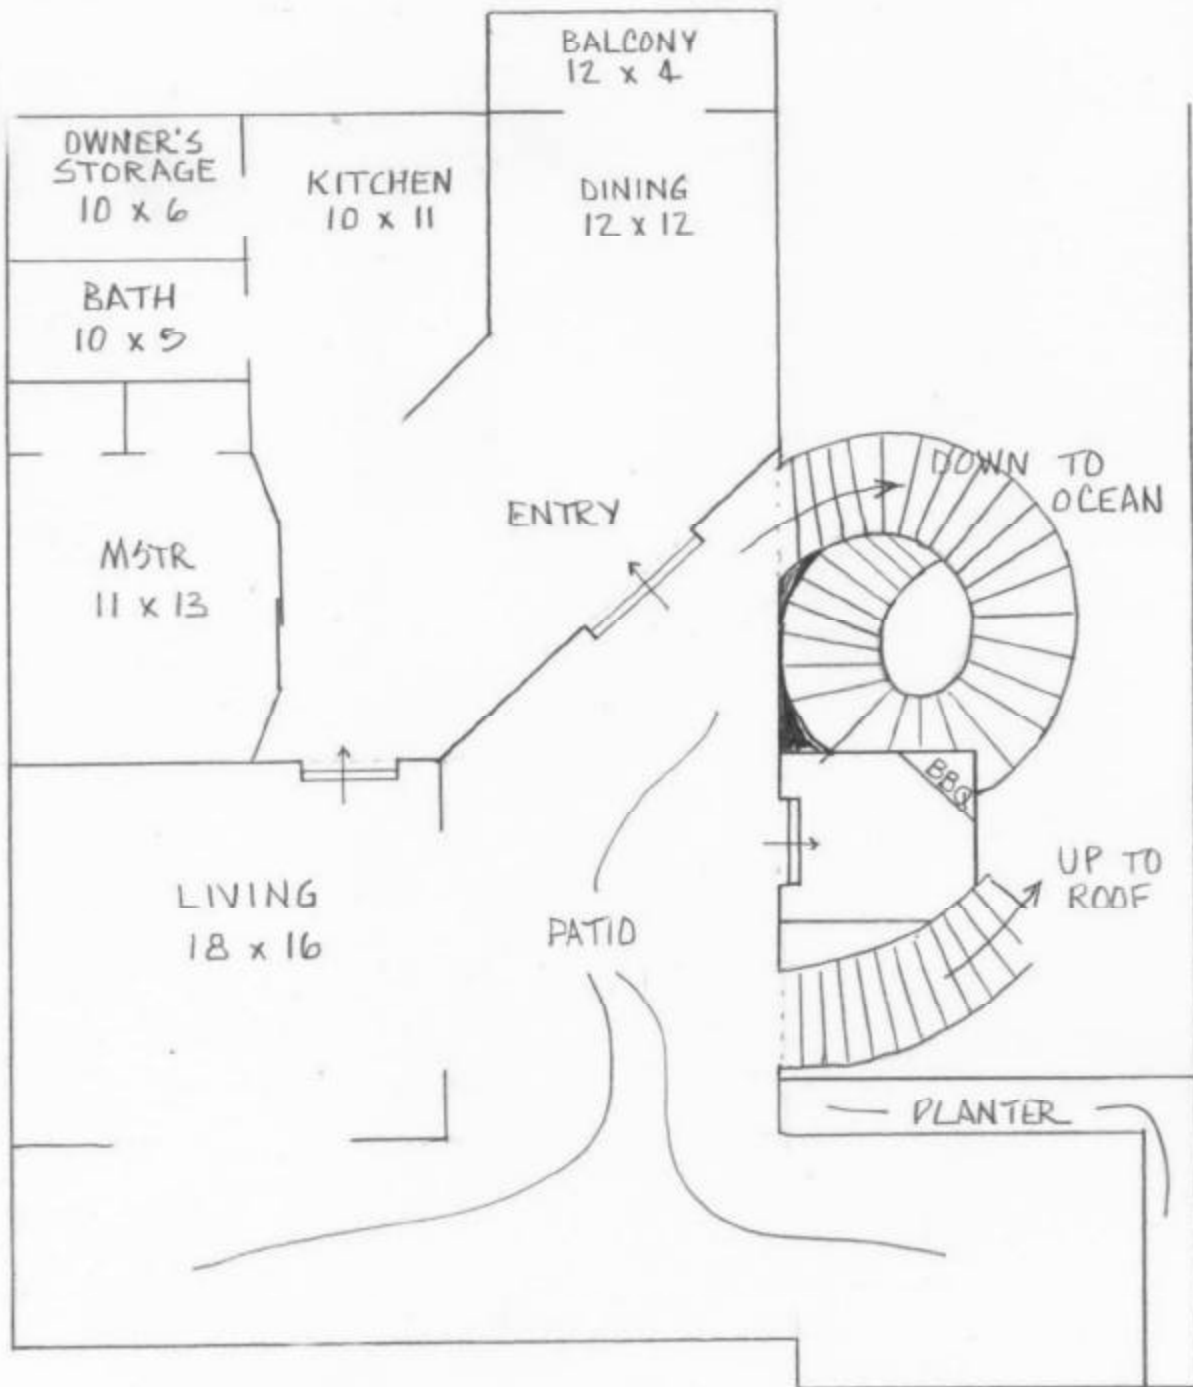 BALCONY
12 x 4
OWNER'S
STORAGE
10 x 6
KITCHEN
10 x 11
DINING
12 x 12
BATH
10 x 5
DOWN TO
OCEAN
ENTRY
MSTR
11 x 13
BBQ
UP TO
ROOF
LIVING
18 x 16
PATIO
PLANTER